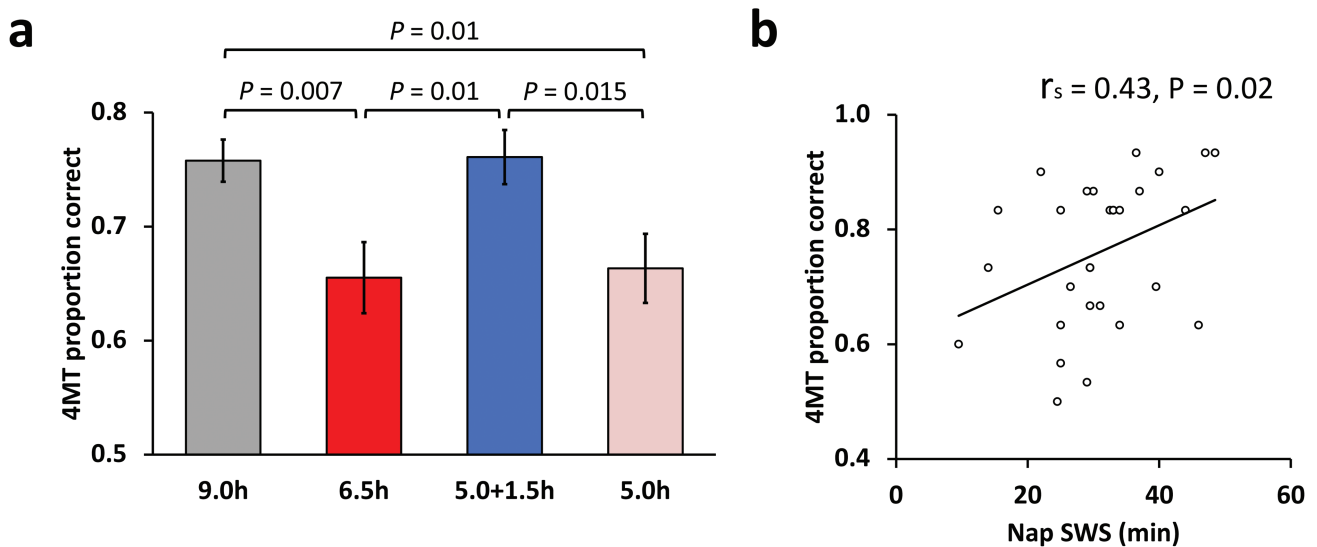 a
P = 0.01
P = 0.007
P = 0.01
P = 0.015
0.8
0.7
0.6
0.5
4MT proportion correct
9.0h
6.5h
5.0+1.5h
5.0h
b
rs = 0.43, P = 0.02
1.0
0.8
0.6
0.4
4MT proportion correct
0
20
40
60
Nap SWS (min)